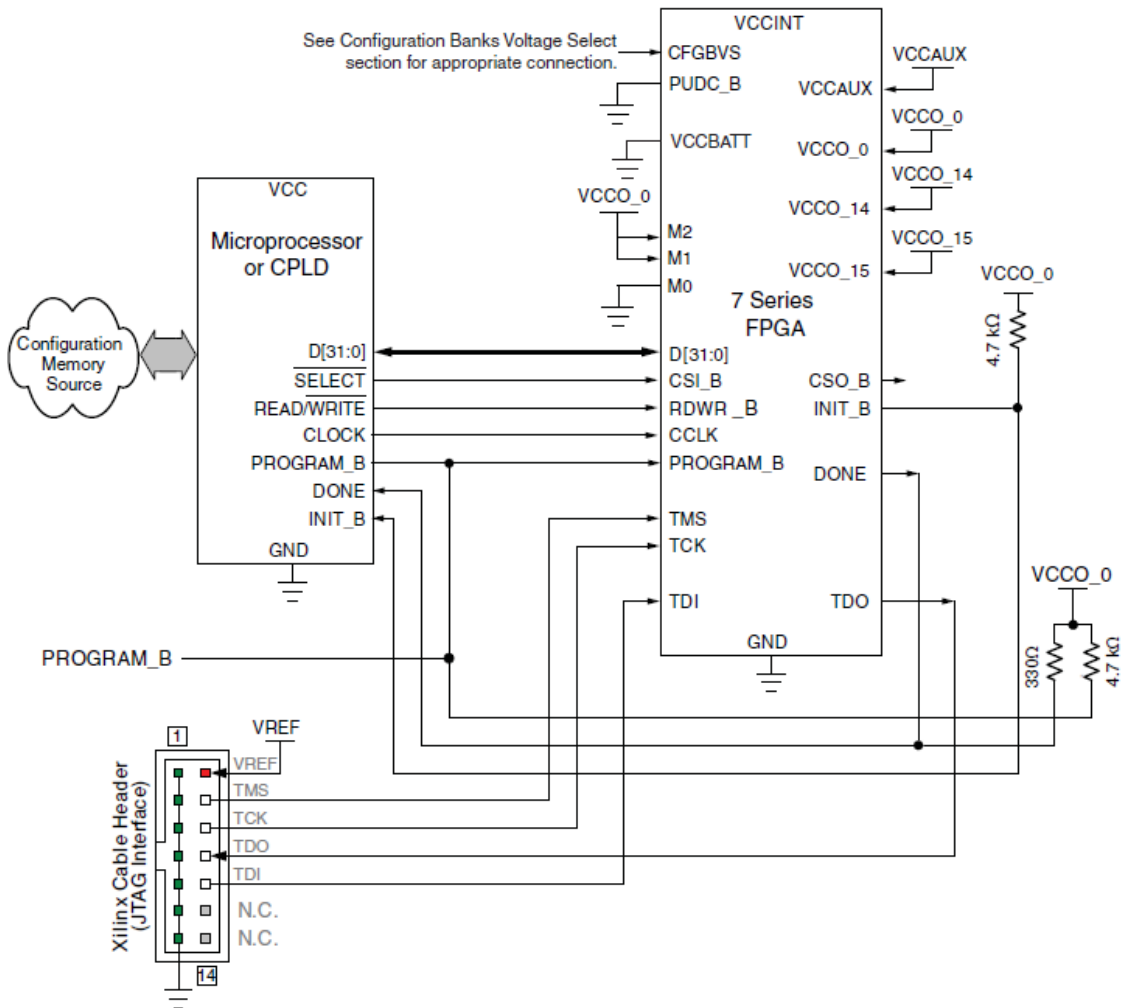 See Configuration Banks Voltage Select
section for appropriate connection.
VCCINT
CFGBVS
PUDC_B
VCCBATT
VCCO_0
M2
M1
M0
VCCAUX
VCCAUX
VCCO_0
VCCO_0
VCCO_14
VCCO_14
VCCO_15
VCCO_15
VCCO_0
4.7 kΩ
7 Series
FPGA
VCC
Microprocessor
or CPLD
Configuration
Memory
Source
D[31:0]
SELECT
READ/WRITE
CLOCK
PROGRAM_B
DONE
INIT_B
GND
D[31:0]
CSI_B
RDWR _B
CCLK
PROGRAM_B
TMS
TCK
TDI
CSO_B
INIT_B
DONE
TDO
GND
VCCO_0
330Ω
4.7 kΩ
PROGRAM_B
1
VREF
VREF
TMS
TCK
TDO
TDI
N.C.
N.C.
14
Xilinx Cable Header
(JTAG Interface)